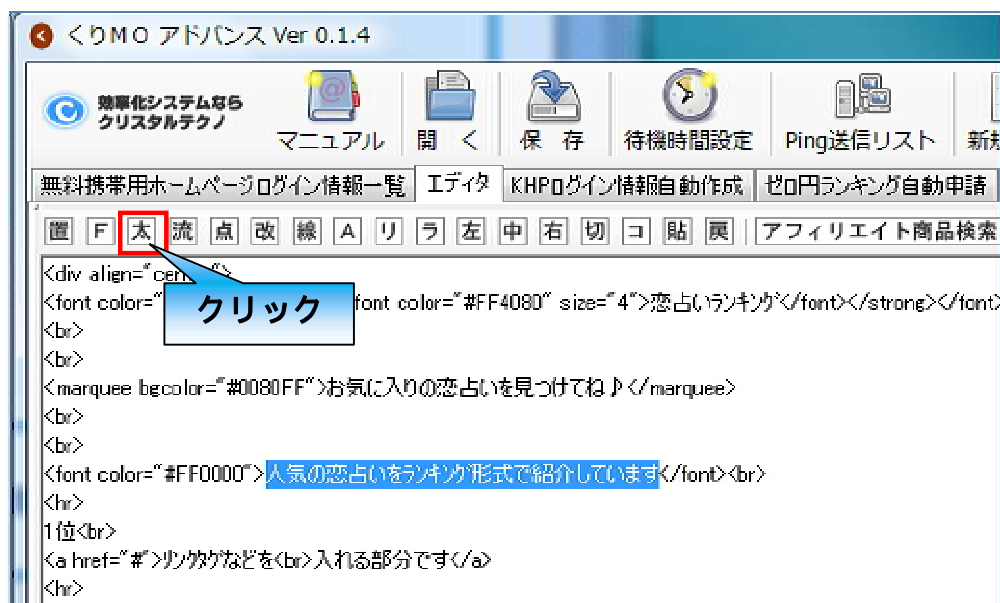 くりMO アドバンス Ver 0.1.4
効率化システムなら
クリスタルテクノ
マニュアル 開 く 保 存 待機時間設定 Ping送信リスト 新規
無料携帯用ホームページログイン情報一覧 エディタ KHPログイン情報自動作成 ゼロ円ランキング自動申請
置 F 太 流 点 改 線 A リ ラ 左 中 右 切 コ 貼 戻 アフィリエイト商品検索
<div align="center">
<font color=" font color="#FF4080" size="4">恋占いランキング</font></strong></font>
クリック
<br>
<br>
<marquee bgcolor="#0080FF">お気に入りの恋占いを見つけてね♪</marquee>
<br>
<br>
<font color="#FF0000">人気の恋占いをランキング形式で紹介しています</font><br>
<hr>
1位<br>
<a href="#">リンクタグなどを<br>入れる部分です</a>
<hr>